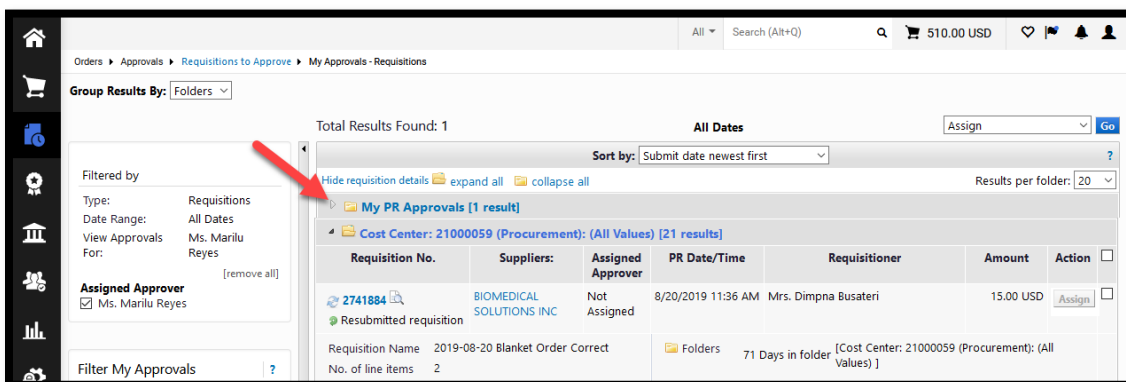 All Search (Alt+Q) 510.00 USD
Orders Approvals Requisitions to Approve My Approvals - Requisitions
Group Results By: Folders
Total Results Found: 1 All Dates Assign Go
Sort by: Submit date newest first ?
Hide requisition details expand all collapse all Results per folder: 20
My PR Approvals [1 result]
Cost Center: 21000059 (Procurement): (All Values) [21 results]
Requisition No. Suppliers: Assigned Approver PR Date/Time Requisitioner Amount Action
2741884 BIOMEDICAL SOLUTIONS INC Not Assigned 8/20/2019 11:36 AM Mrs. Dimpna Busateri 15.00 USD Assign
Resubmitted requisition
Requisition Name 2019-08-20 Blanket Order Correct Folders 71 Days in folder [Cost Center: 21000059 (Procurement): (All Values) ]
No. of line items 2
Filtered by
Type: Requisitions
Date Range: All Dates
View Approvals For: Ms. Marilu Reyes
[remove all]
Assigned Approver
Ms. Marilu Reyes
Filter My Approvals ?